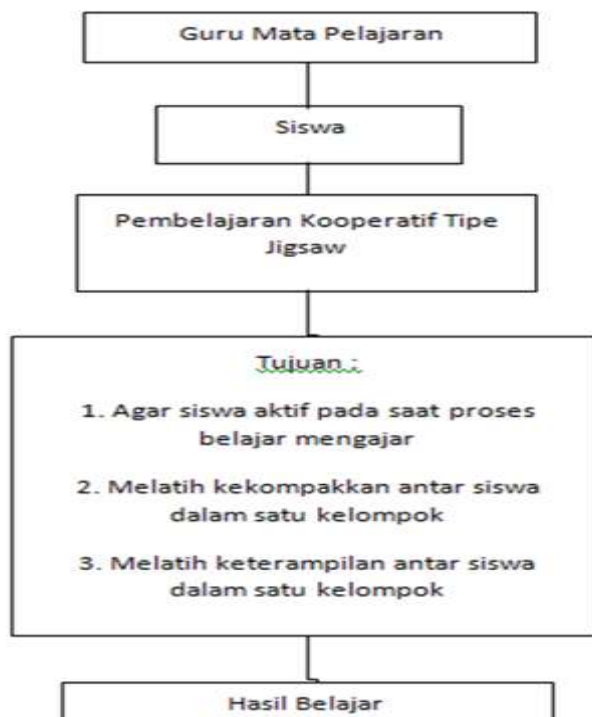 Guru Mata Pelajaran
Siswa
Pembelajaran Kooperatif Tipe
Jigsaw
Tujuan :
1. Agar siswa aktif pada saat proses
belajar mengajar
2. Melatih kekompakkan antar siswa
dalam satu kelompok
3. Melatih keterampilan antar siswa
dalam satu kelompok
Hasil Belajar